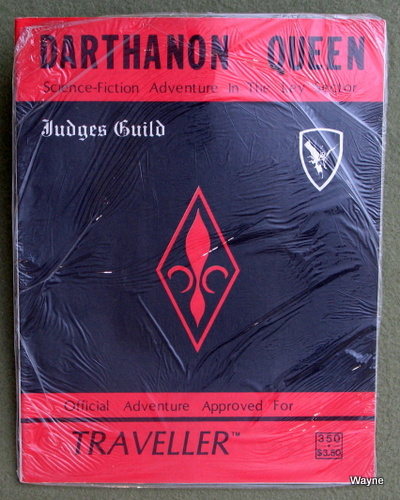 DARTHANON QUEEN
Science-Fiction Adventure In The Ley Sector
Judges Guild
Official Adventure Approved For
TRAVELLER™
350
$3.50
Wayne